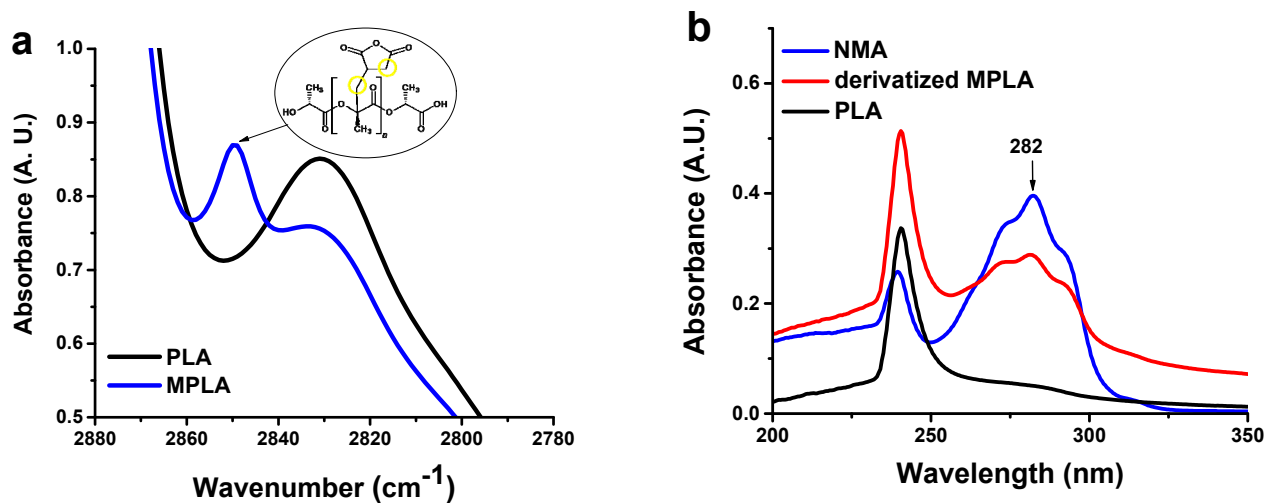 a
Absorbance (A. U.)
1.0
0.9
0.8
0.7
0.6
0.5
O
O
O
O
O
O
HO
O
O
OH
CH₃
n
O
O
PLA
MPLA
2880 2860 2840 2820 2800 2780
Wavenumber (cm⁻¹)
b
Absorbance (A.U.)
0.6
0.4
0.2
0.0
NMA
derivatized MPLA
PLA
282
200 250 300 350
Wavelength (nm)